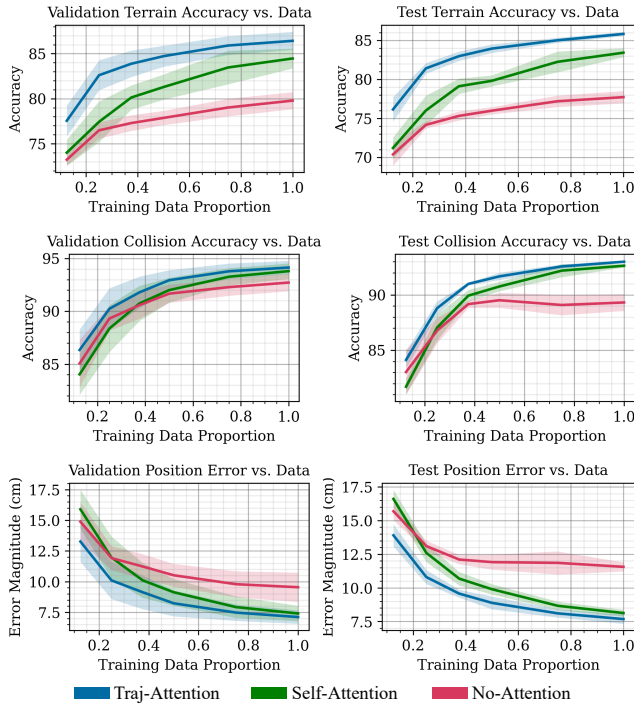 Validation Terrain Accuracy vs. Data
Accuracy
85
80
75
0.2 0.4 0.6 0.8 1.0
Training Data Proportion
Test Terrain Accuracy vs. Data
Accuracy
85
80
75
70
0.2 0.4 0.6 0.8 1.0
Training Data Proportion
Validation Collision Accuracy vs. Data
Accuracy
95
90
85
0.2 0.4 0.6 0.8 1.0
Training Data Proportion
Test Collision Accuracy vs. Data
Accuracy
90
85
0.2 0.4 0.6 0.8 1.0
Training Data Proportion
Validation Position Error vs. Data
Error Magnitude (cm)
17.5
15.0
12.5
10.0
7.5
0.2 0.4 0.6 0.8 1.0
Training Data Proportion
Test Position Error vs. Data
Error Magnitude (cm)
17.5
15.0
12.5
10.0
7.5
0.2 0.4 0.6 0.8 1.0
Training Data Proportion
Traj-Attention Self-Attention No-Attention